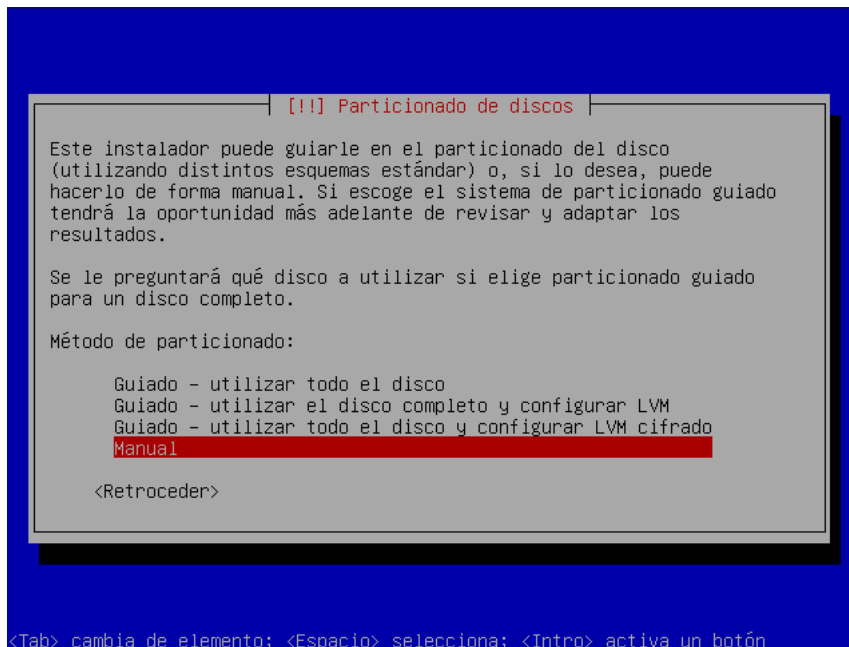 [!!] Particionado de discos
Este instalador puede guiarle en el particionado del disco
(utilizando distintos esquemas estándar) o, si lo desea, puede
hacerlo de forma manual. Si escoge el sistema de particionado guiado
tendrá la oportunidad más adelante de revisar y adaptar los
resultados.
Se le preguntará qué disco a utilizar si elige particionado guiado
para un disco completo.
Método de particionado:
Guiado - utilizar todo el disco
Guiado - utilizar el disco completo y configurar LVM
Guiado - utilizar todo el disco y configurar LVM cifrado
Manual
<Retroceder>
<Tab> cambia de elemento; <Espacio> selecciona; <Intro> activa un botón